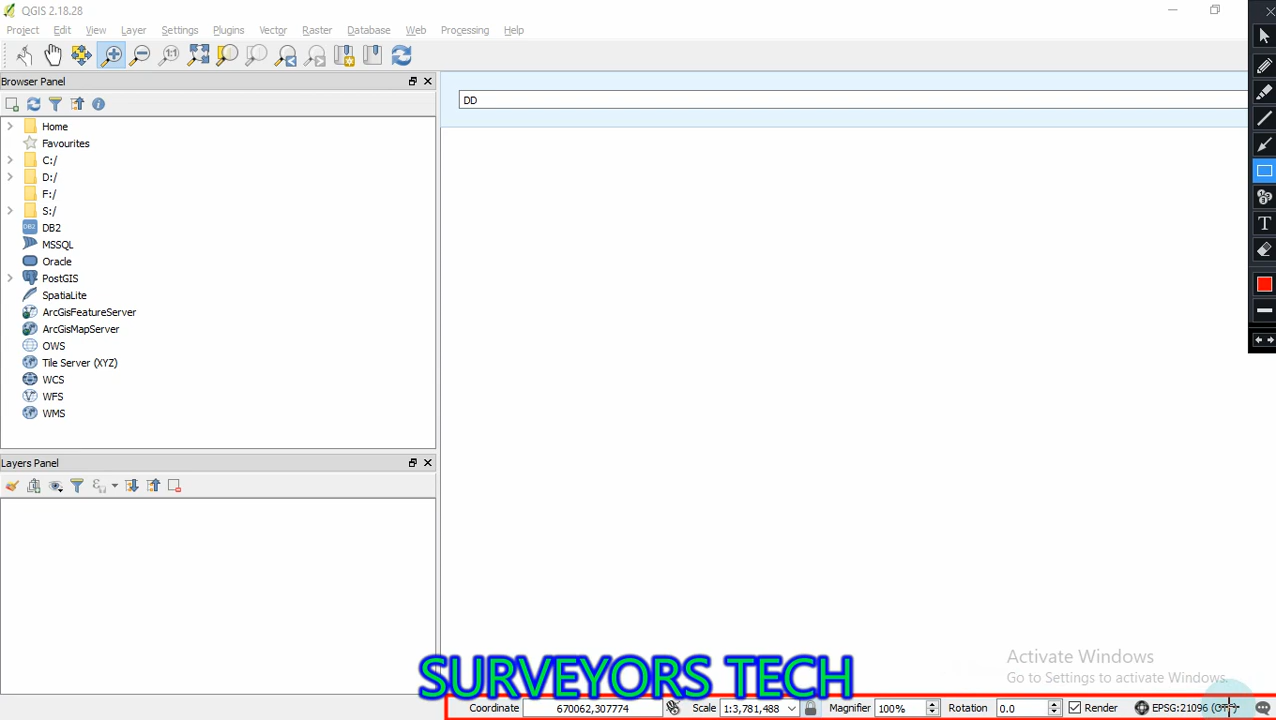 QGIS 2.18.28
Project Edit View Layer Settings Plugins Vector Raster Database Web Processing Help
Browser Panel
DD
Home
Favourites
C:/
D:/
F:/
S:/
DB2
MSSQL
Oracle
PostGIS
SpatiaLite
ArcGisFeatureServer
ArcGisMapServer
OWS
Tile Server (XYZ)
WCS
WFS
WMS
Layers Panel
SURVEYORS TECH
Activate Windows
Go to Settings to activate Windows.
Coordinate 670062,307774 Scale 1:3,781,488 Magnifier 100% Rotation 0.0 Render EPSG:21096